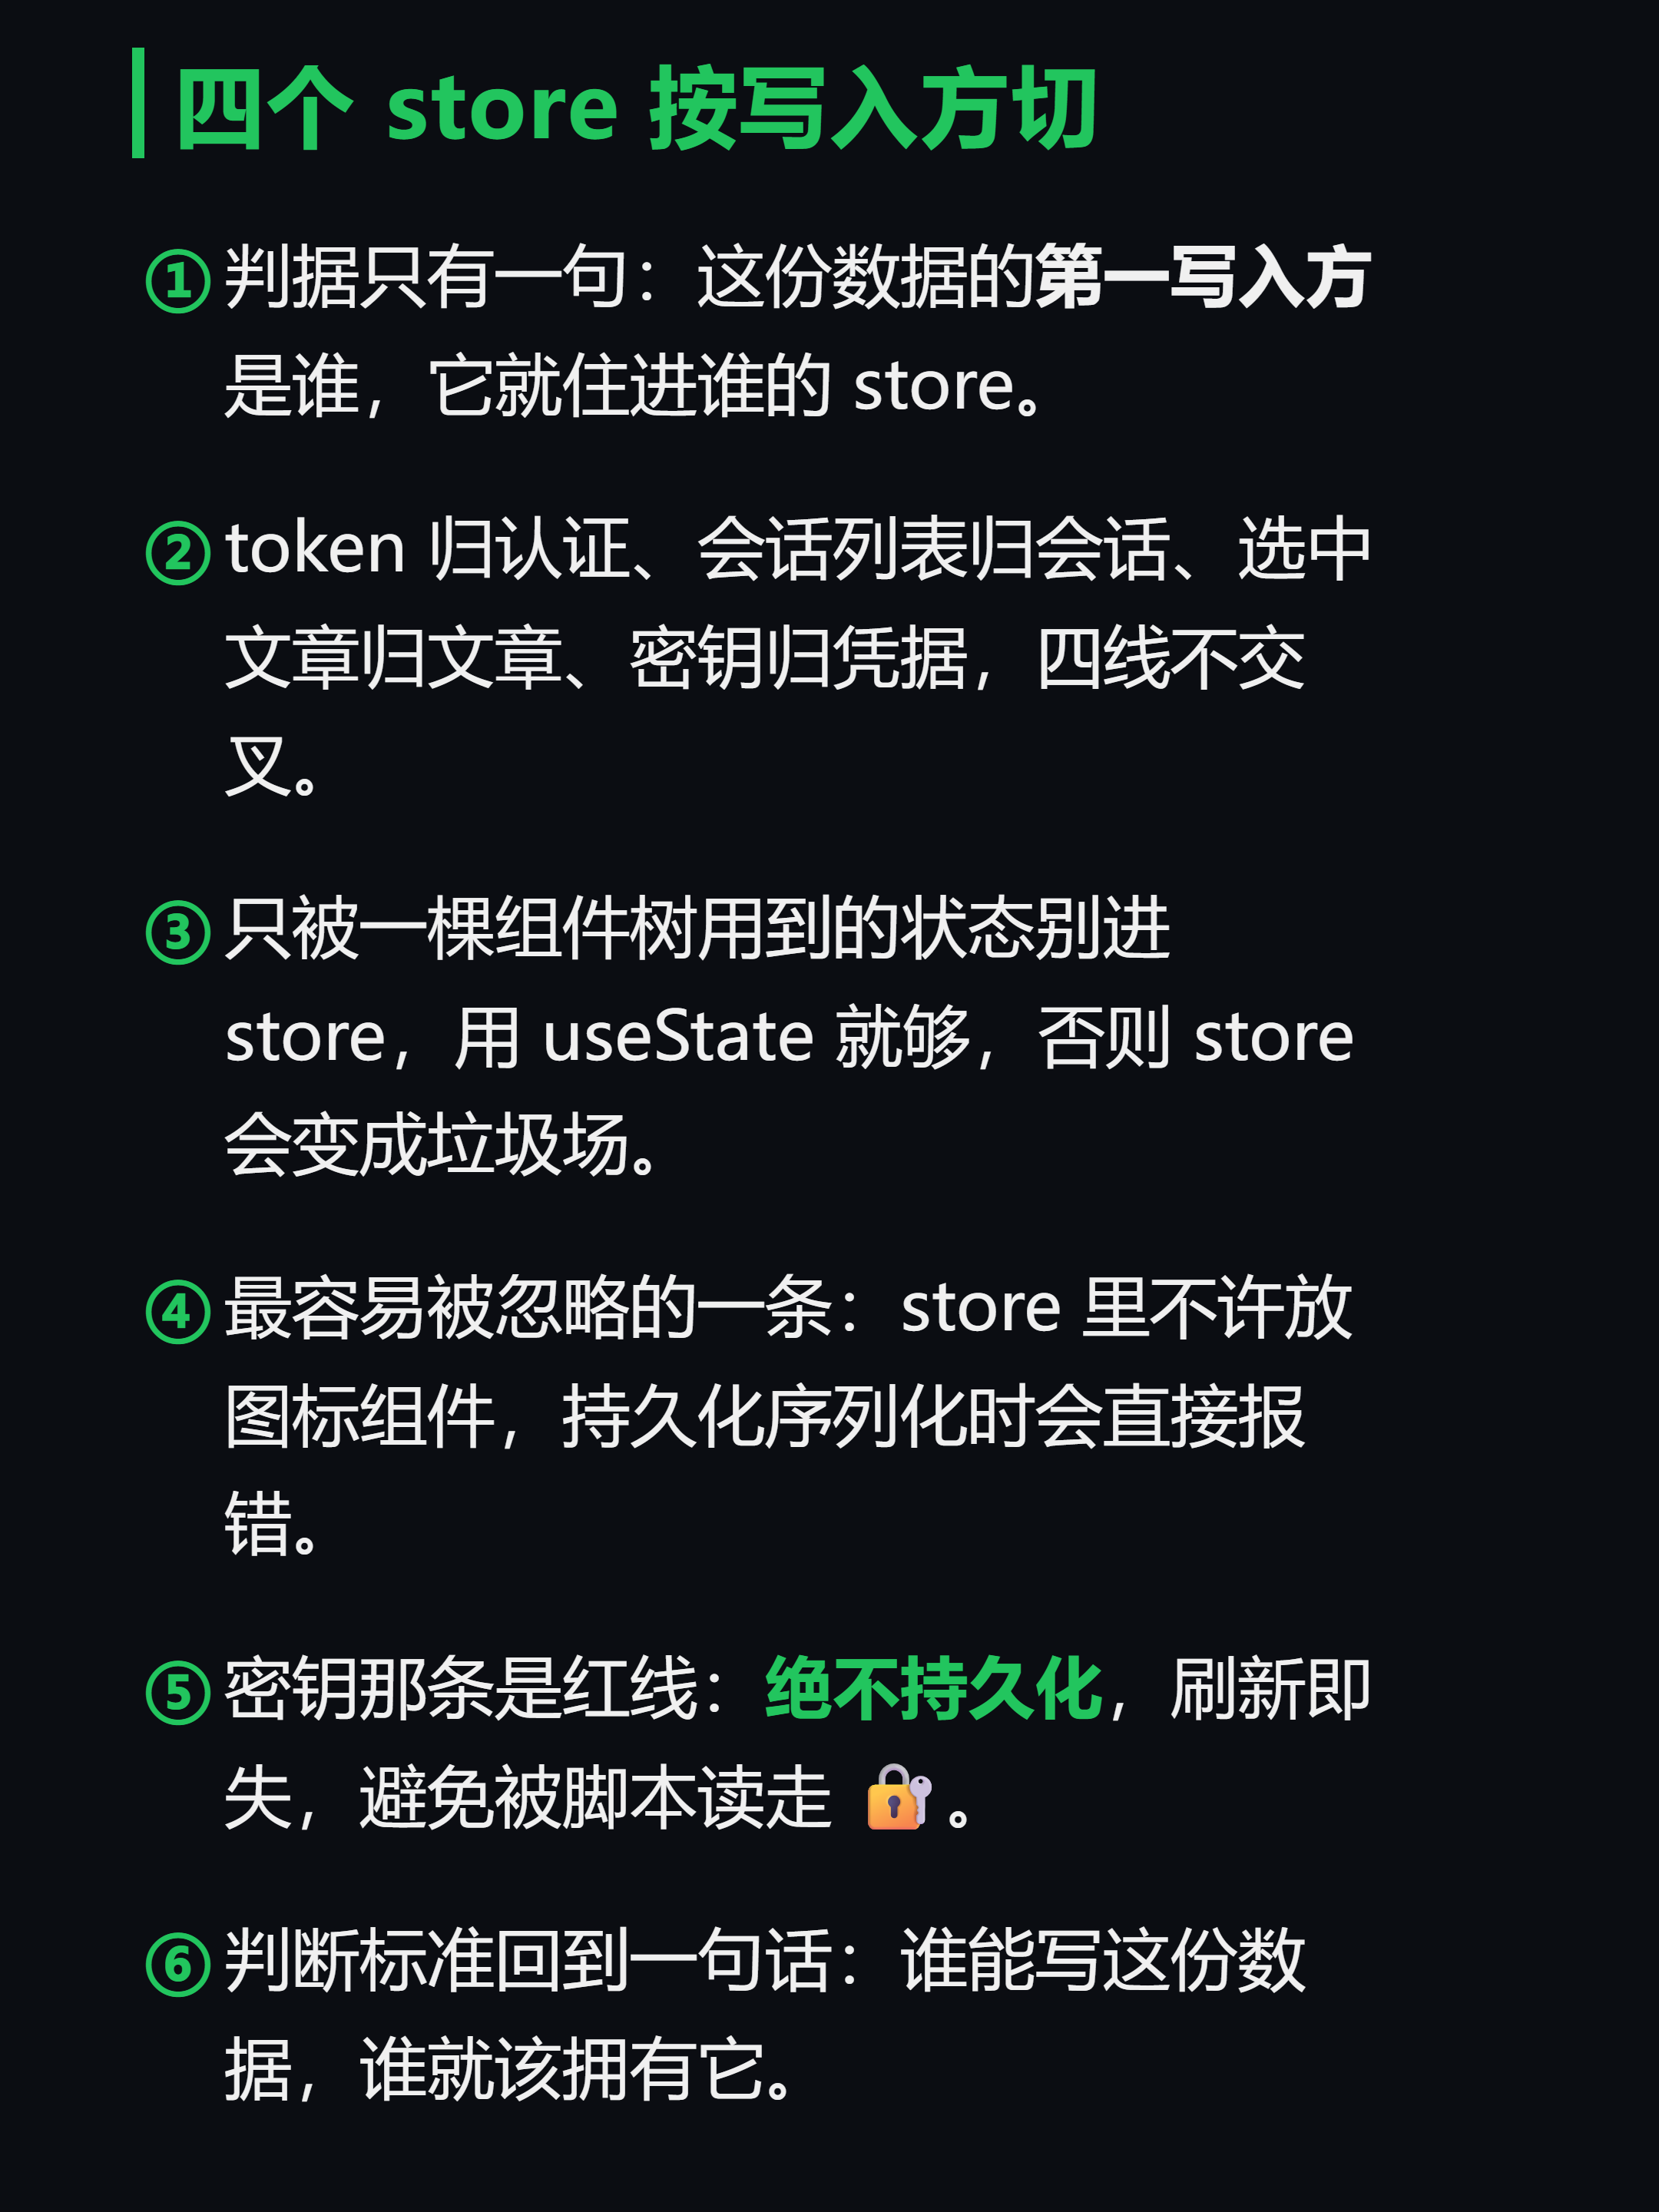 四个 store 按写入方切
① 判据只有一句：这份数据的第一写入方
是谁，它就住进谁的 store。
② token 归认证、会话列表归会话、选中
文章归文章、密钥归凭据，四线不交
叉。
③ 只被一棵组件树用到的状态别进
store，用 useState 就够，否则 store
会变成垃圾场。
④ 最容易被忽略的一条：store 里不许放
图标组件，持久化序列化时会直接报
错。
⑤ 密钥那条是红线：绝不持久化，刷新即
失，避免被脚本读走 🔐。
⑥ 判断标准回到一句话：谁能写这份数
据，谁就该拥有它。